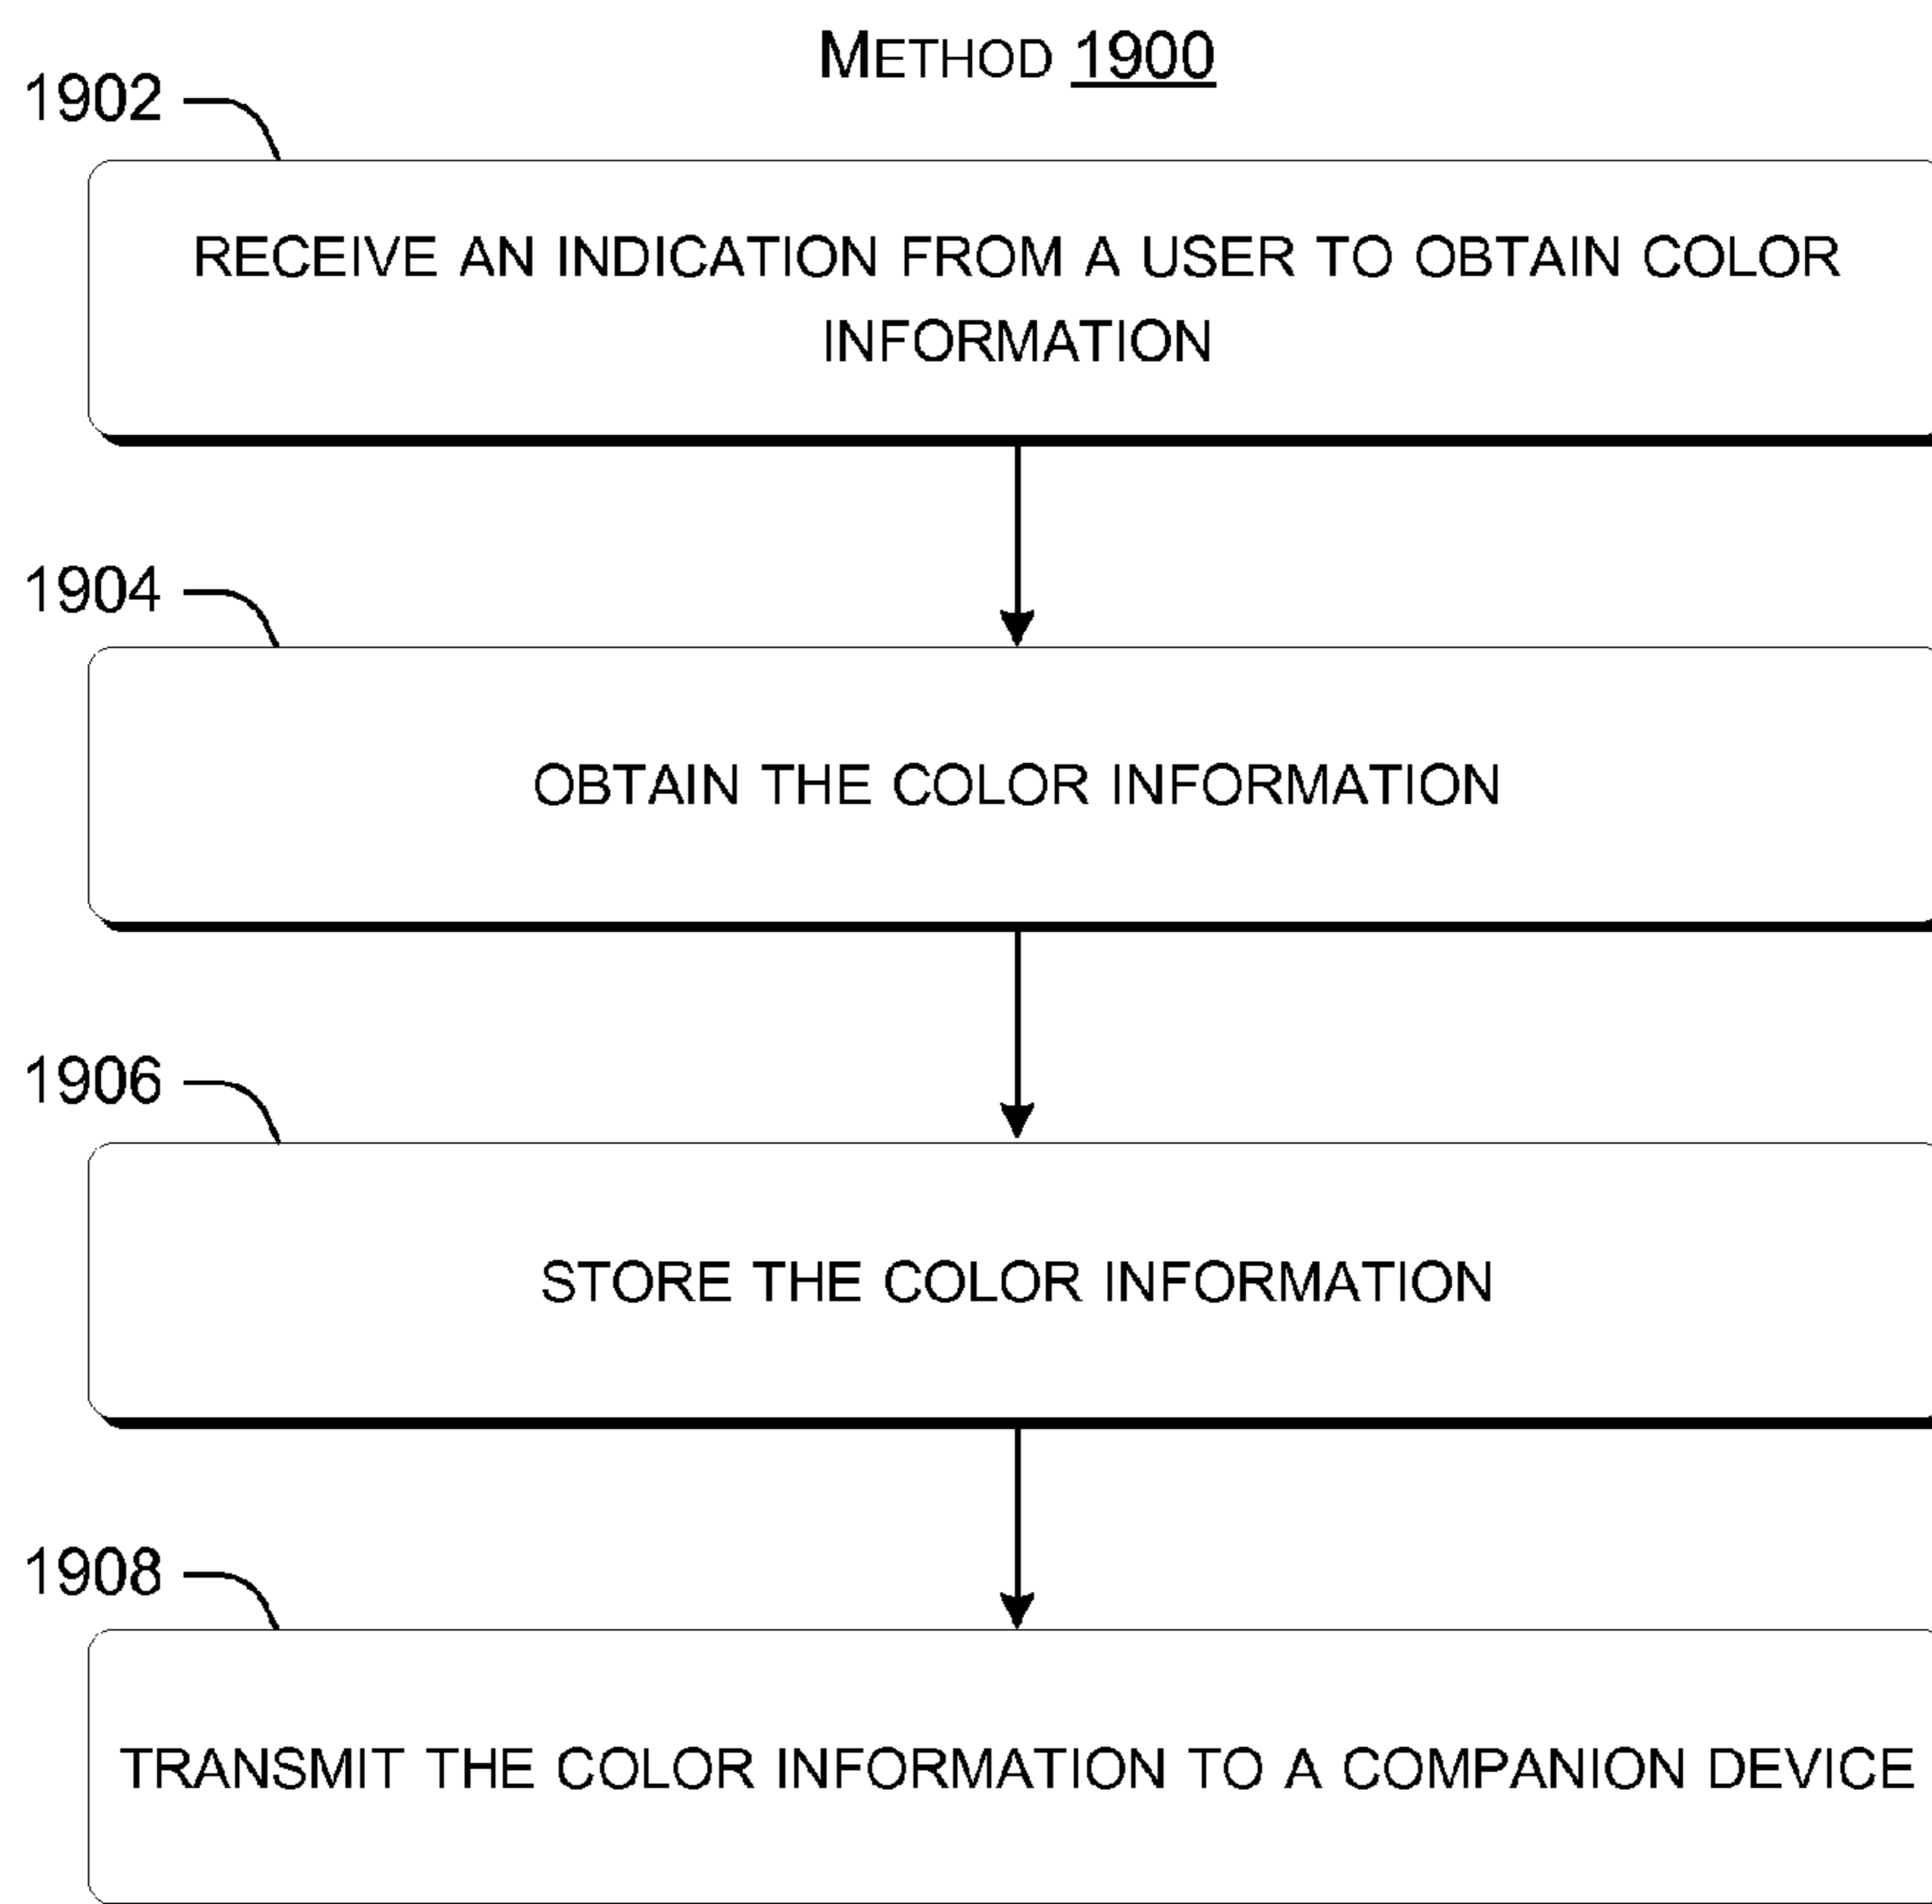 METHOD 1900
1902
RECEIVE AN INDICATION FROM A USER TO OBTAIN COLOR
INFORMATION
1904
OBTAIN THE COLOR INFORMATION
1906
STORE THE COLOR INFORMATION
1908
TRANSMIT THE COLOR INFORMATION TO A COMPANION DEVICE